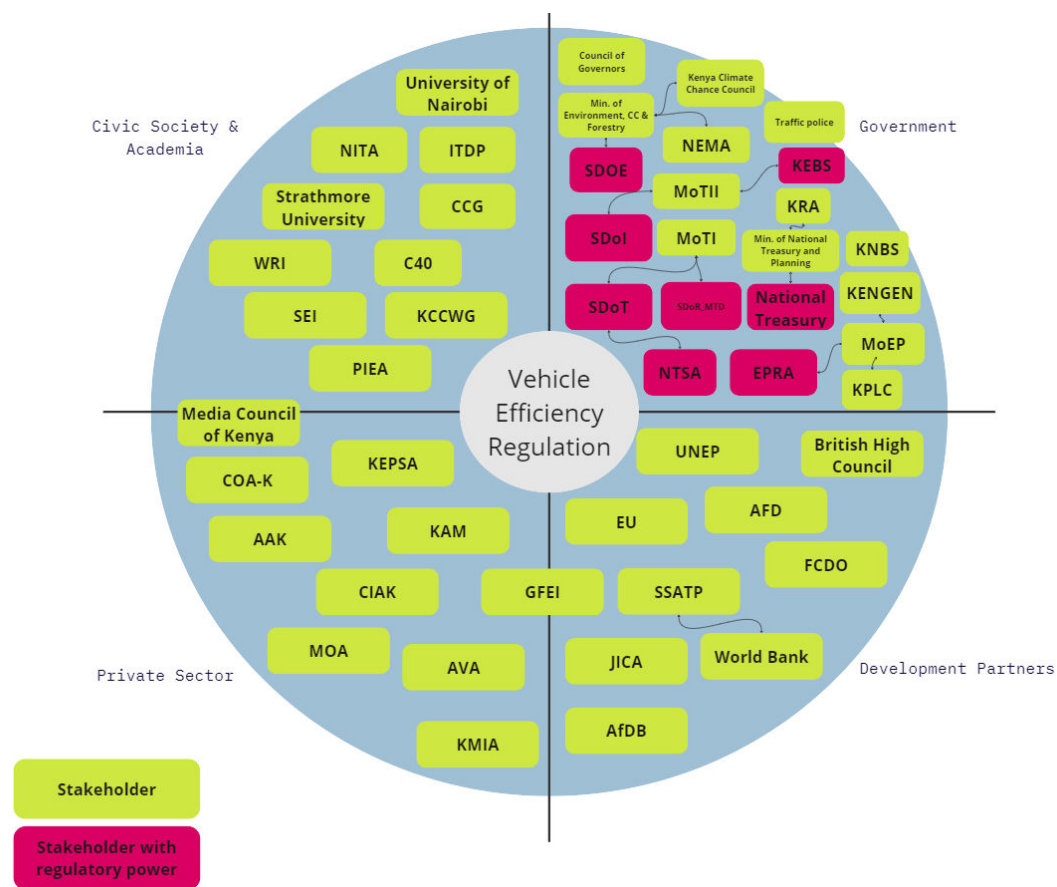 Civic Society &
Academia
University of
Nairobi
NITA
ITDP
Strathmore
University
CCG
WRI
C40
SEI
KCCWG
PIEA
Government
Council of
Governors
Kenya Climate
Chance Council
Min. of
Environment, CC &
Forestry
Traffic police
NEMA
SDOE
KEBS
MoTII
KRA
SDoI
MoTI
Min. of National
Treasury and
Planning
KNBS
SDoT
SDoR_MTD
National
Treasury
KENGEN
MoEP
NTSA
EPRA
KPLC
Vehicle
Efficiency
Regulation
Media Council
of Kenya
KEPSA
COA-K
AAK
KAM
CIAK
GFEI
MOA
AVA
KMIA
Private Sector
UNEP
British High
Council
EU
AFD
FCDO
SSATP
JICA
World Bank
AfDB
Development Partners
Stakeholder
Stakeholder with
regulatory power